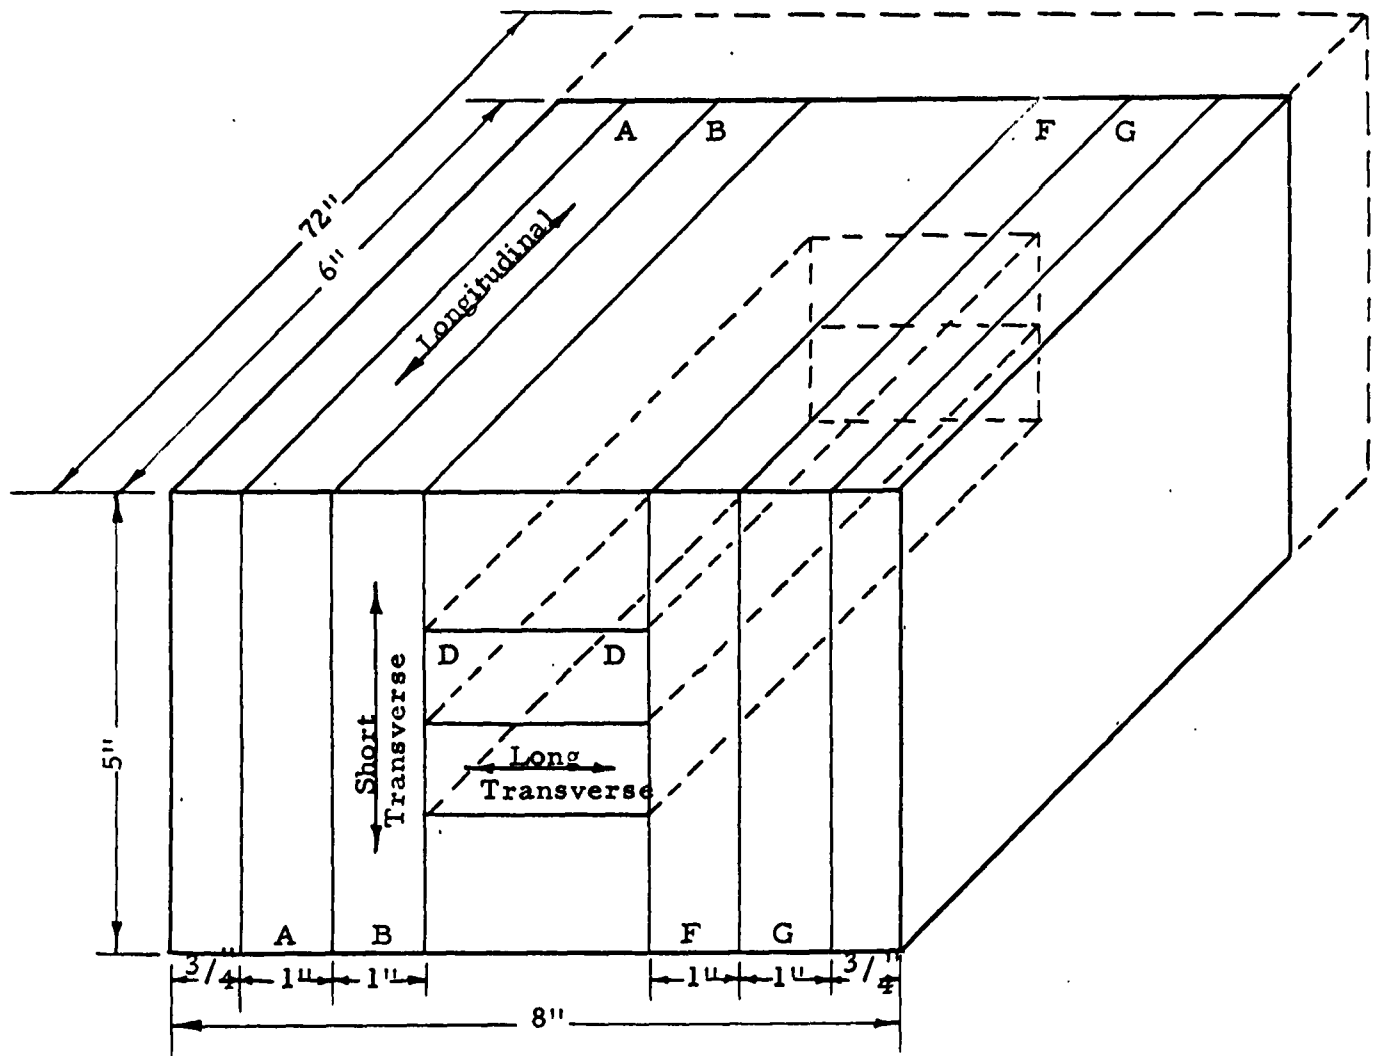 A B F G
72"
6"
Longitudinal
D D
Short
Transverse
Long
Transverse
5"
A B F G
3/4" 1" 1" 1" 1" 3/4"
8"